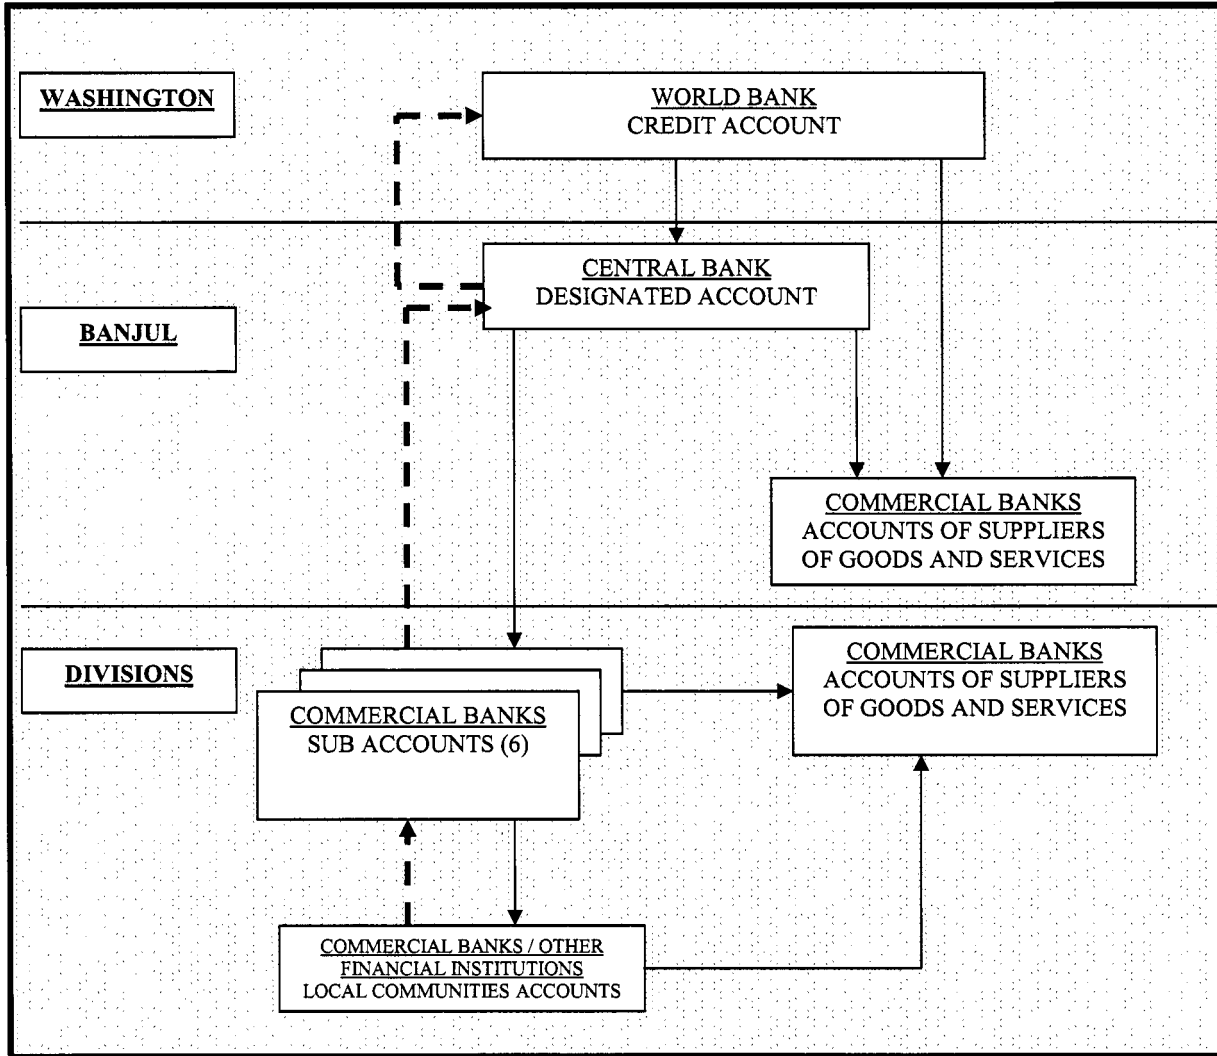 WASHINGTON
WORLD BANK
CREDIT ACCOUNT
CENTRAL BANK
DESIGNATED ACCOUNT
BANJUL
COMMERCIAL BANKS
ACCOUNTS OF SUPPLIERS
OF GOODS AND SERVICES
DIVISIONS
COMMERCIAL BANKS
SUB ACCOUNTS (6)
COMMERCIAL BANKS
ACCOUNTS OF SUPPLIERS
OF GOODS AND SERVICES
COMMERCIAL BANKS / OTHER
FINANCIAL INSTITUTIONS
LOCAL COMMUNITIES ACCOUNTS